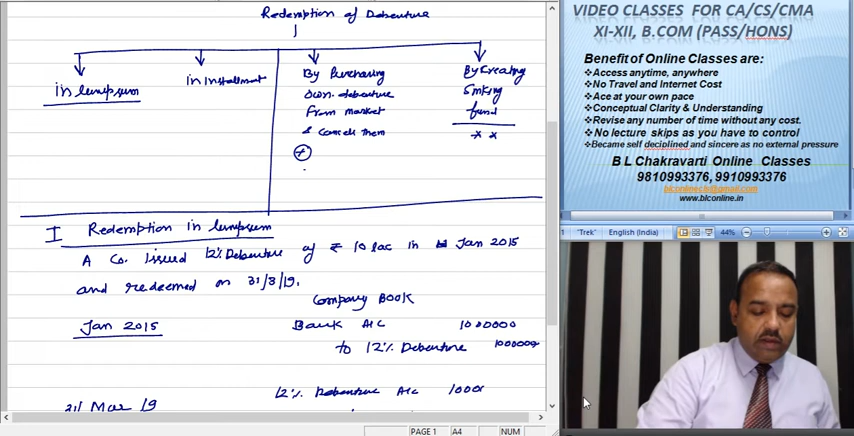 Redemption of Debenture
In lumpsum
In Installment
By Purchasing
own debenture
From market
& Cancel them
By Creating
Sinking
fund
I Redemption in lumpsum
A Co. issued 12% Debenture of ₹ 10 lac in Jan 2015
and redeemed on 31/3/19.
Company Book
Jan 2015
Bank A/C 1000000
to 12% Debenture 1000000
12% Debenture A/C 1000
31 Mar 19
PAGE 1 A4 NUM
VIDEO CLASSES FOR CA/CS/CMA
XI-XII, B.COM (PASS/HONS)
Benefit of Online Classes are:
Access anytime, anywhere
No Travel and Internet Cost
Ace at your own pace
Conceptual Clarity & Understanding
Revise any number of time without any cost.
No lecture skips as you have to control
Became self deciplined and sincere as no external pressure
B L Chakravarti Online Classes
9810993376, 9910993376
www.blconline.in
1 "Trek" English (India) 44%